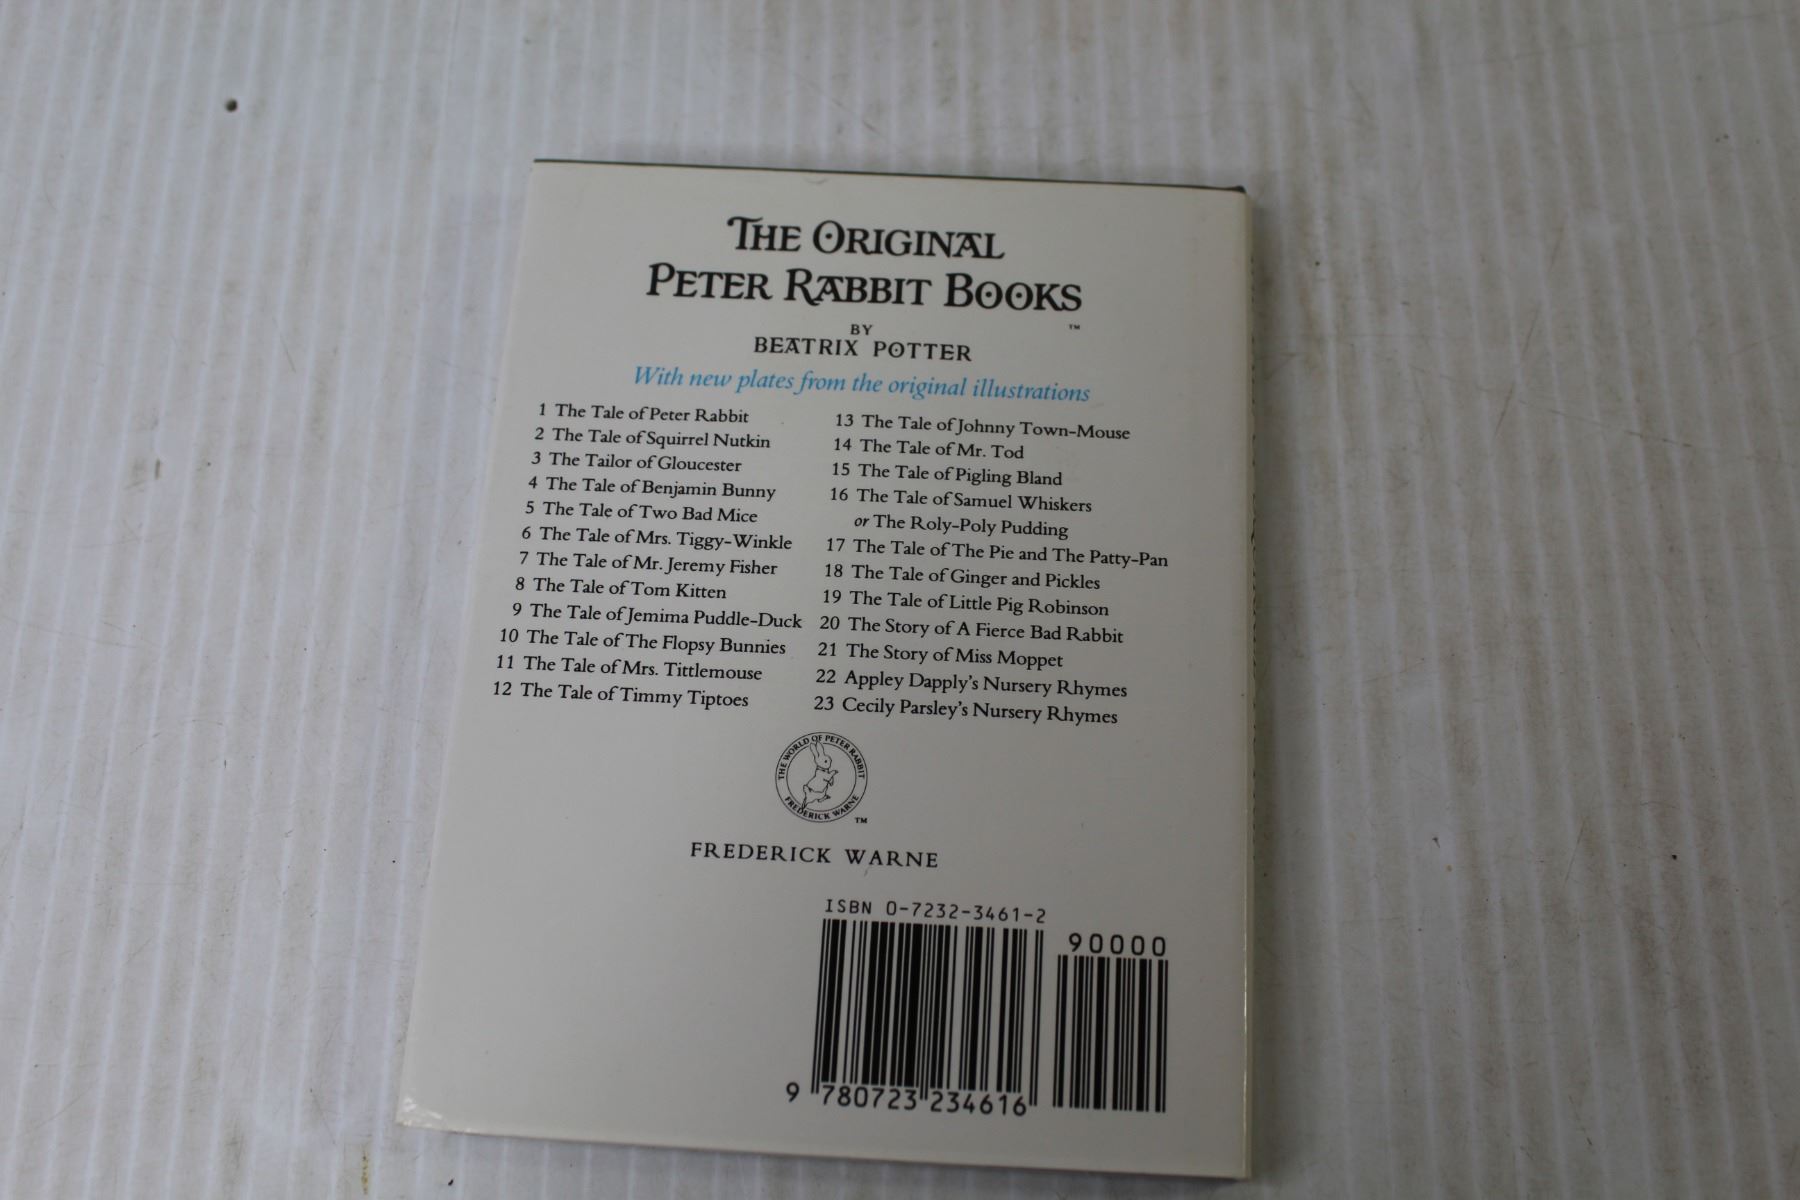 The Original
Peter Rabbit Books
™
BY
BEATRIX POTTER
With new plates from the original illustrations
1 The Tale of Peter Rabbit
2 The Tale of Squirrel Nutkin
3 The Tailor of Gloucester
4 The Tale of Benjamin Bunny
5 The Tale of Two Bad Mice
6 The Tale of Mrs. Tiggy-Winkle
7 The Tale of Mr. Jeremy Fisher
8 The Tale of Tom Kitten
9 The Tale of Jemima Puddle-Duck
10 The Tale of The Flopsy Bunnies
11 The Tale of Mrs. Tittlemouse
12 The Tale of Timmy Tiptoes
13 The Tale of Johnny Town-Mouse
14 The Tale of Mr. Tod
15 The Tale of Pigling Bland
16 The Tale of Samuel Whiskers
or The Roly-Poly Pudding
17 The Tale of The Pie and The Patty-Pan
18 The Tale of Ginger and Pickles
19 The Tale of Little Pig Robinson
20 The Story of A Fierce Bad Rabbit
21 The Story of Miss Moppet
22 Appley Dapply's Nursery Rhymes
23 Cecily Parsley's Nursery Rhymes
THE WORLD OF PETER RABBIT
FREDERICK WARNE
™
FREDERICK WARNE
ISBN 0-7232-3461-2
90000
9 780723 234616